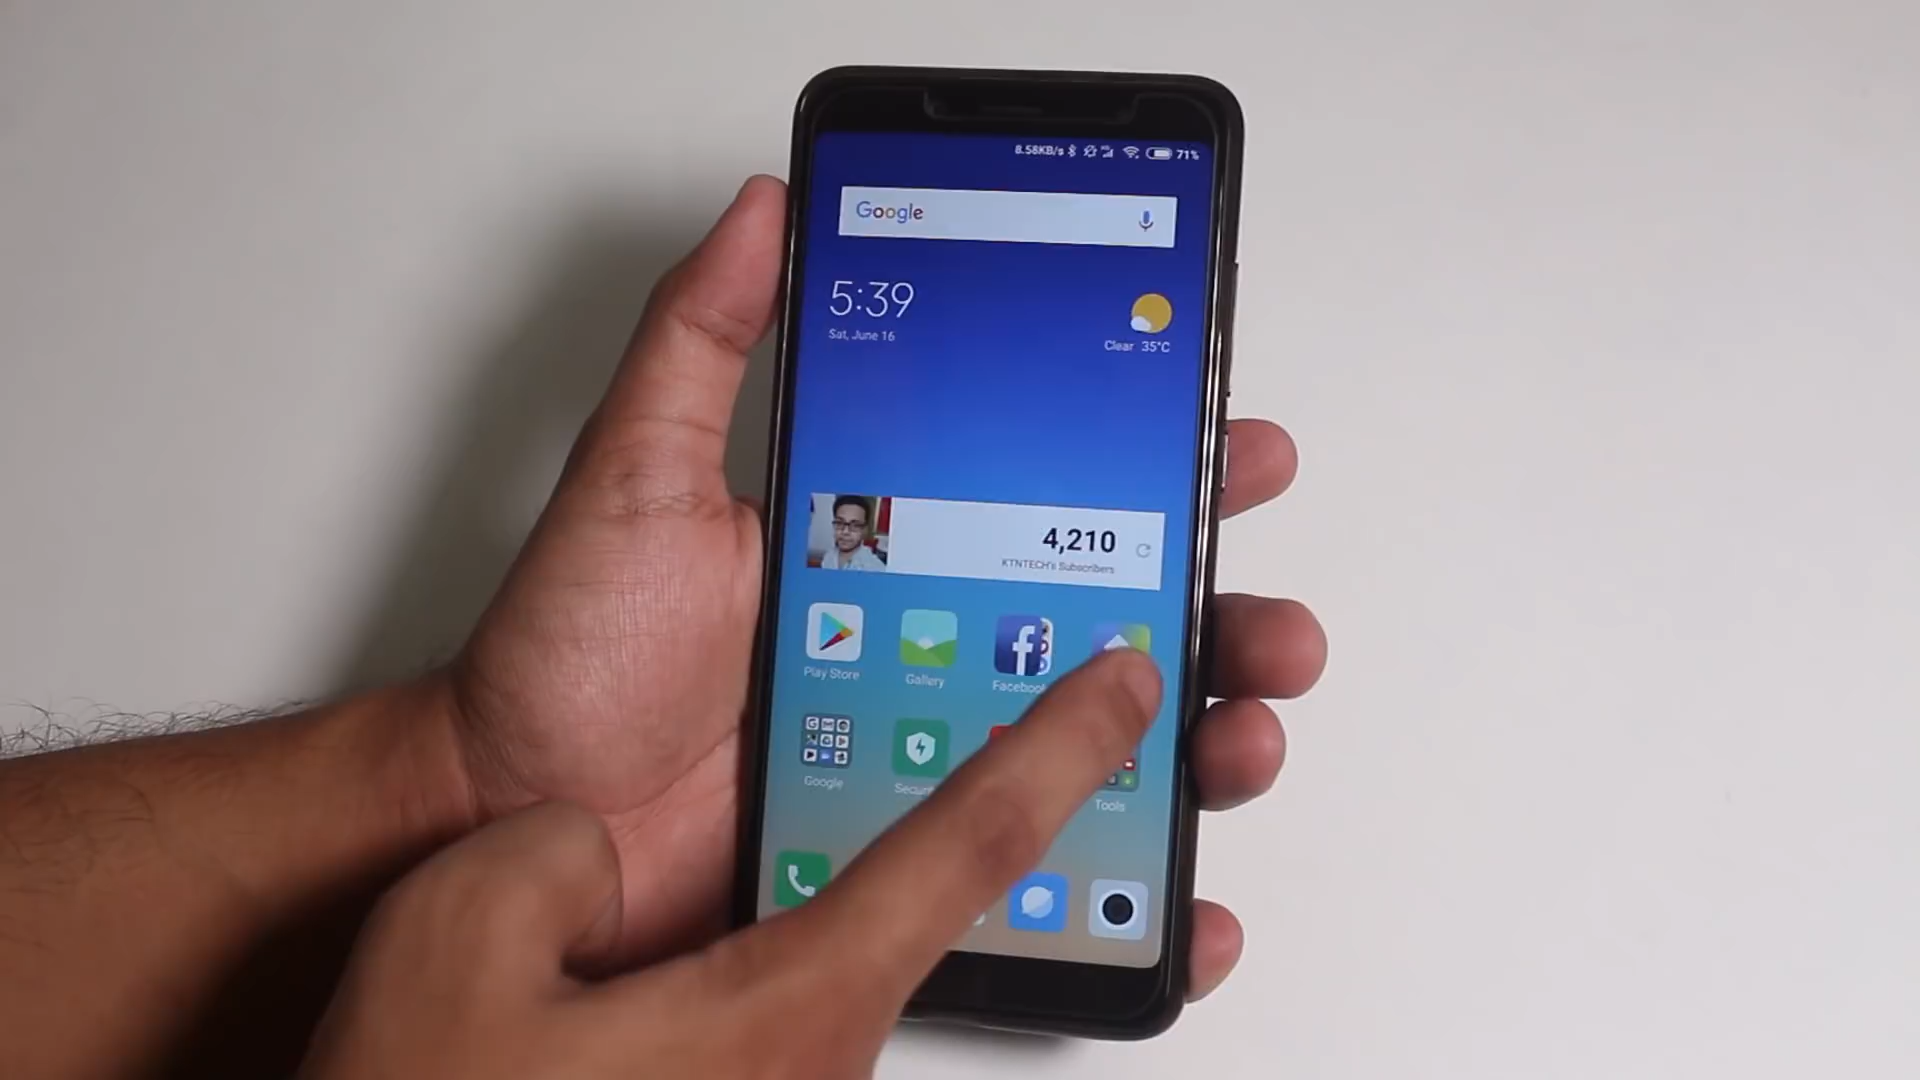 8.58KB/s 71%
Google
5:39
Sat, June 16
Clear 35°C
4,210
KTNTECH's Subscribers
Play Store
Gallery
Google
Tools